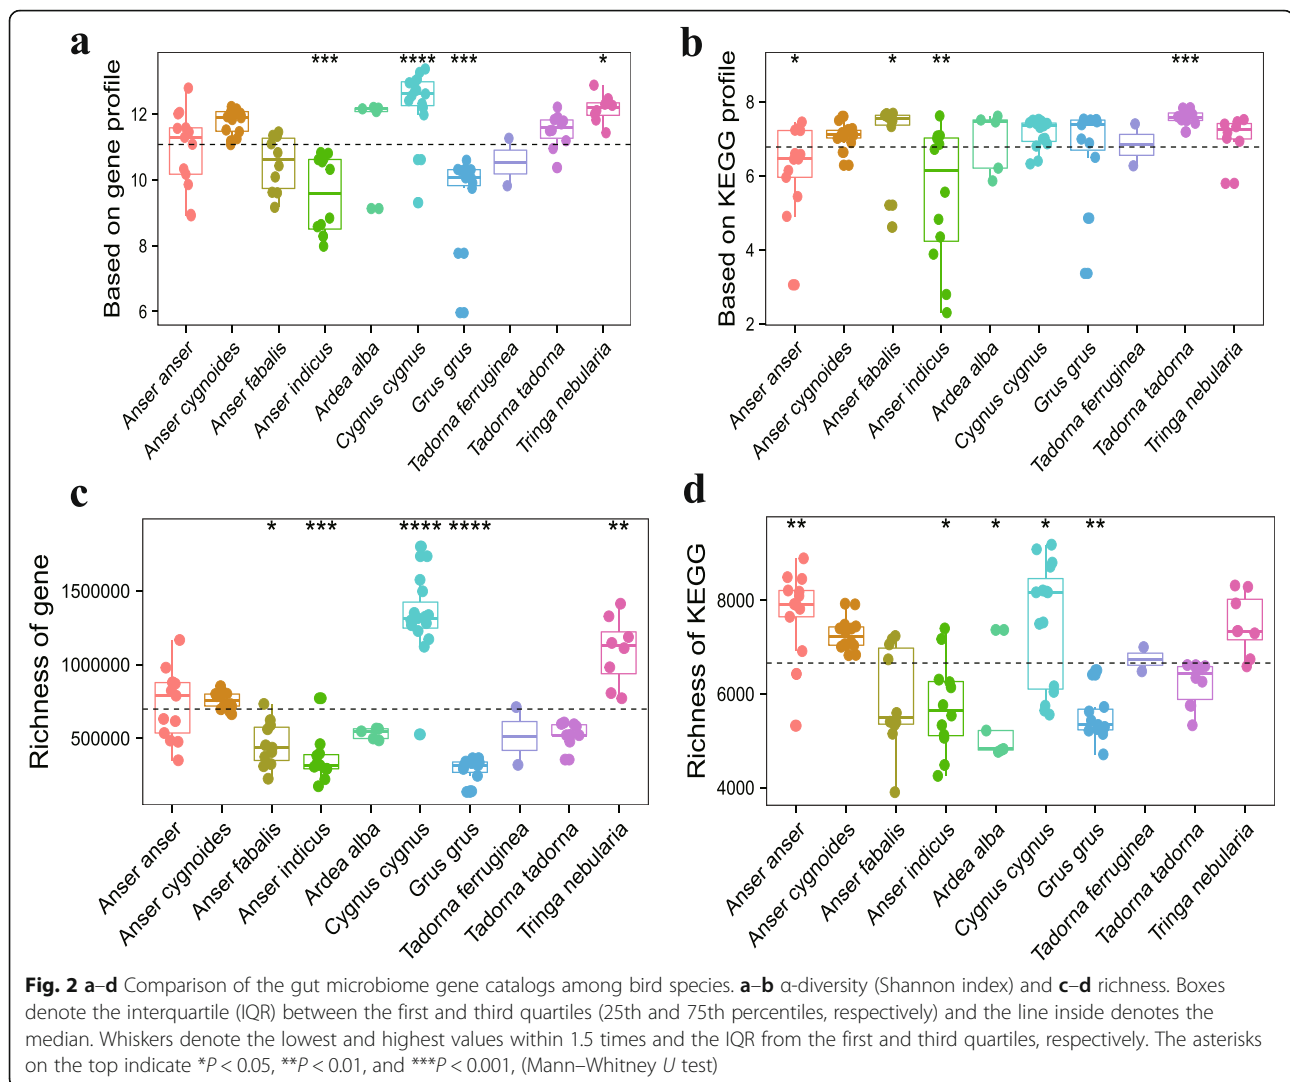 a
*** **** *** *
Based on gene profile
12
10
8
6
Anser anser
Anser cygnoides
Anser fabalis
Anser indicus
Ardea alba
Cygnus cygnus
Grus grus
Tadorna ferruginea
Tadorna tadorna
Tringa nebularia
b
* * ** ***
Based on KEGG profile
8
6
4
2
Anser anser
Anser cygnoides
Anser fabalis
Anser indicus
Ardea alba
Cygnus cygnus
Grus grus
Tadorna ferruginea
Tadorna tadorna
Tringa nebularia
c
* *** **** **** **
Richness of gene
1500000
1000000
500000
Anser anser
Anser cygnoides
Anser fabalis
Anser indicus
Ardea alba
Cygnus cygnus
Grus grus
Tadorna ferruginea
Tadorna tadorna
Tringa nebularia
d
** * * * **
Richness of KEGG
8000
6000
4000
Anser anser
Anser cygnoides
Anser fabalis
Anser indicus
Ardea alba
Cygnus cygnus
Grus grus
Tadorna ferruginea
Tadorna tadorna
Tringa nebularia
Fig. 2 a–d Comparison of the gut microbiome gene catalogs among bird species. a–b α-diversity (Shannon index) and c–d richness. Boxes
denote the interquartile (IQR) between the first and third quartiles (25th and 75th percentiles, respectively) and the line inside denotes the
median. Whiskers denote the lowest and highest values within 1.5 times and the IQR from the first and third quartiles, respectively. The asterisks
on the top indicate *P < 0.05, **P < 0.01, and ***P < 0.001, (Mann–Whitney U test)